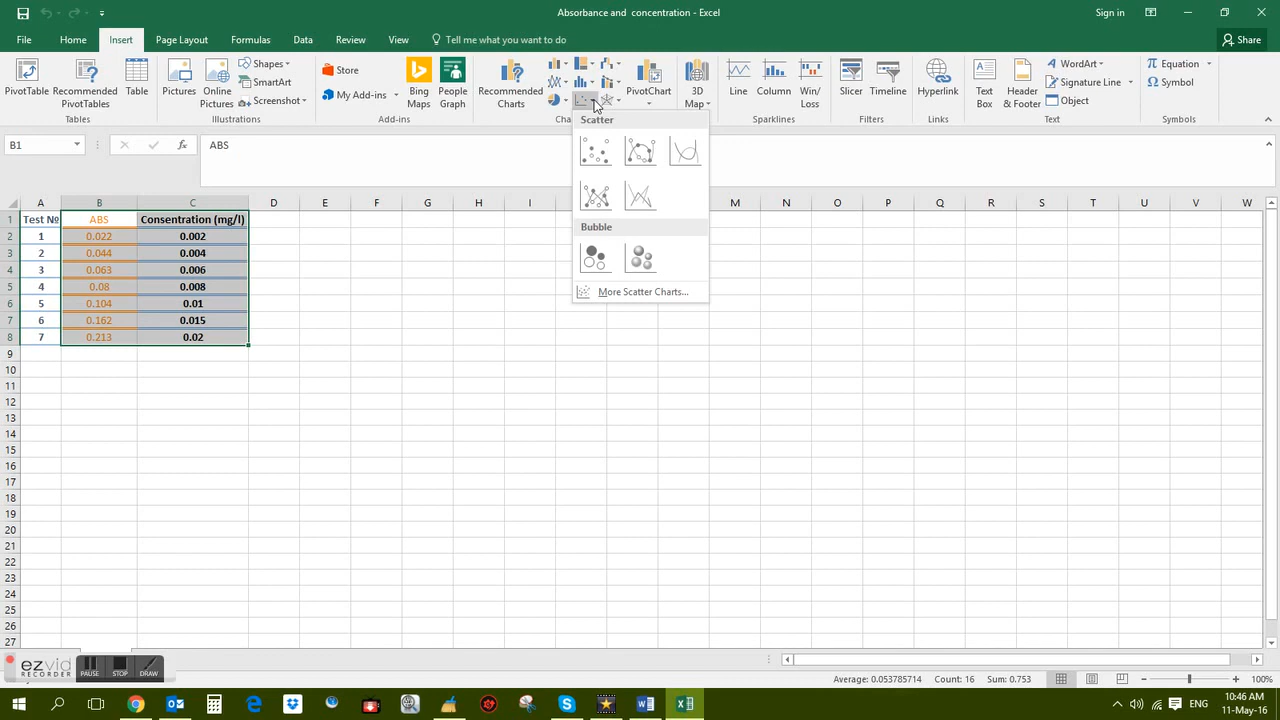 Absorbance and concentration - Excel
Sign in
File Home Insert Page Layout Formulas Data Review View Tell me what you want to do
Share
PivotTable Recommended PivotTables Table
Tables
Pictures Online Pictures Shapes SmartArt Screenshot
Illustrations
Store
My Add-ins
Bing Maps People Graph
Add-ins
Recommended Charts
PivotChart 3D Map
Line Column Win/Loss
Sparklines
Slicer Timeline
Filters
Hyperlink
Links
Text Box Header & Footer WordArt Signature Line Object
Text
Equation
Symbol
Symbols
Scatter
Bubble
More Scatter Charts...
B1 fx ABS
A B C D E F G H I M N O P Q R S T U V W
1 Test № ABS Consentration (mg/l)
2 1 0.022 0.002
3 2 0.044 0.004
4 3 0.063 0.006
5 4 0.08 0.008
6 5 0.104 0.01
7 6 0.162 0.015
8 7 0.213 0.02
9
10
11
12
13
14
15
16
17
18
19
20
21
22
23
24
25
26
27
ezvid RECORDER PAUSE STOP DRAW
Average: 0.053785714 Count: 16 Sum: 0.753 100%
10:46 AM
11-May-16